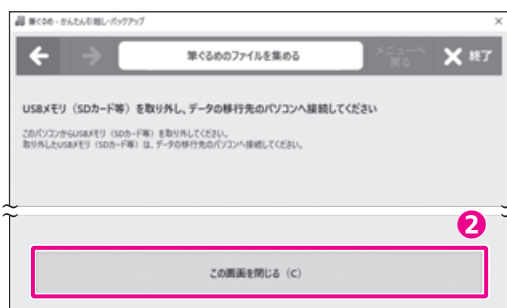 筆ぐるめ - かんたん引越し・バックアップ
筆ぐるめのファイルを集める
メニューへ
戻る
終了
USBメモリ（SDカード等）を取り外し、データの移行先のパソコンへ接続してください
このパソコンからUSBメモリ（SDカード等）を取り外してください。
取り外したUSBメモリ（SDカード等）は、データの移行先のパソコンへ接続してください。
2
この画面を閉じる（C）